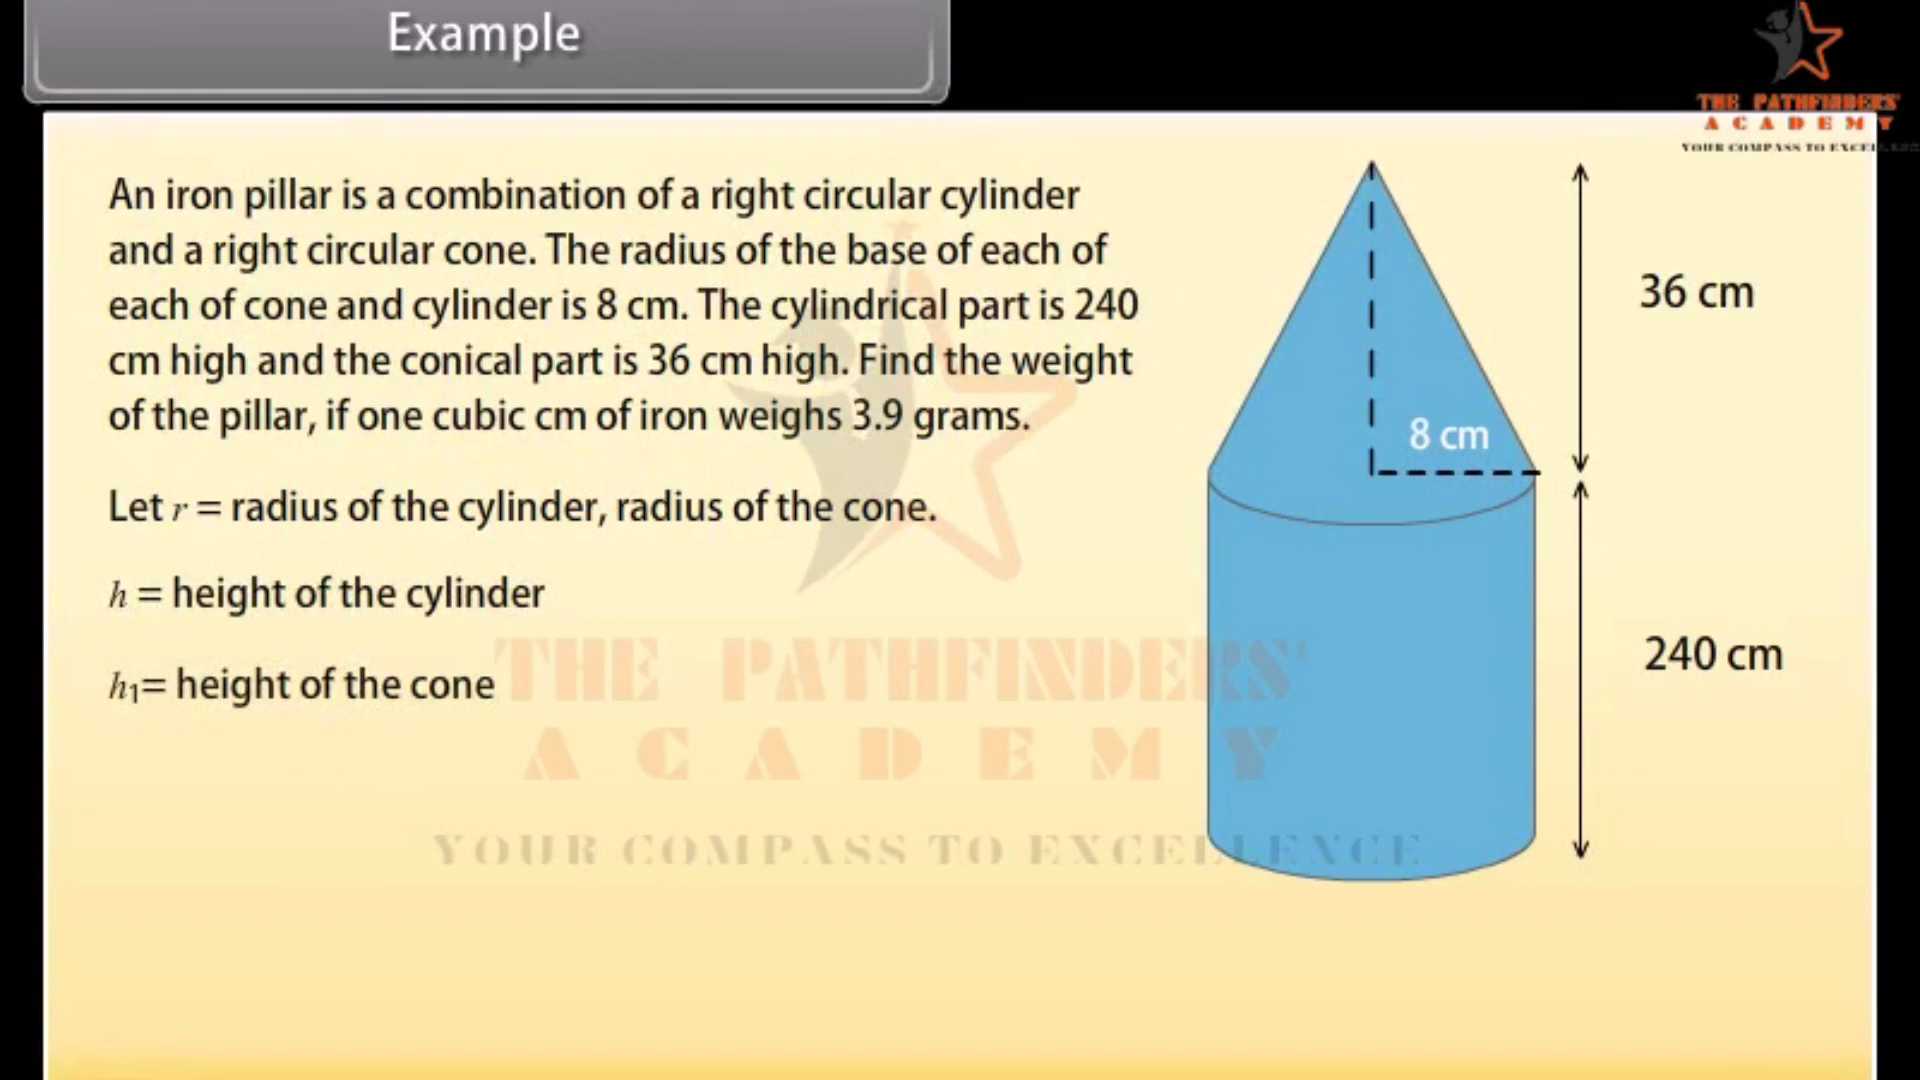 Example
THE PATHFINDERS'
ACADEMY
YOUR COMPASS TO EXCELLENCE
An iron pillar is a combination of a right circular cylinder
and a right circular cone. The radius of the base of each of
each of cone and cylinder is 8 cm. The cylindrical part is 240
cm high and the conical part is 36 cm high. Find the weight
of the pillar, if one cubic cm of iron weighs 3.9 grams.
Let r = radius of the cylinder, radius of the cone.
h = height of the cylinder
h₁= height of the cone
36 cm
8 cm
240 cm
THE PATHFINDERS'
ACADEMY
YOUR COMPASS TO EXCELLENCE